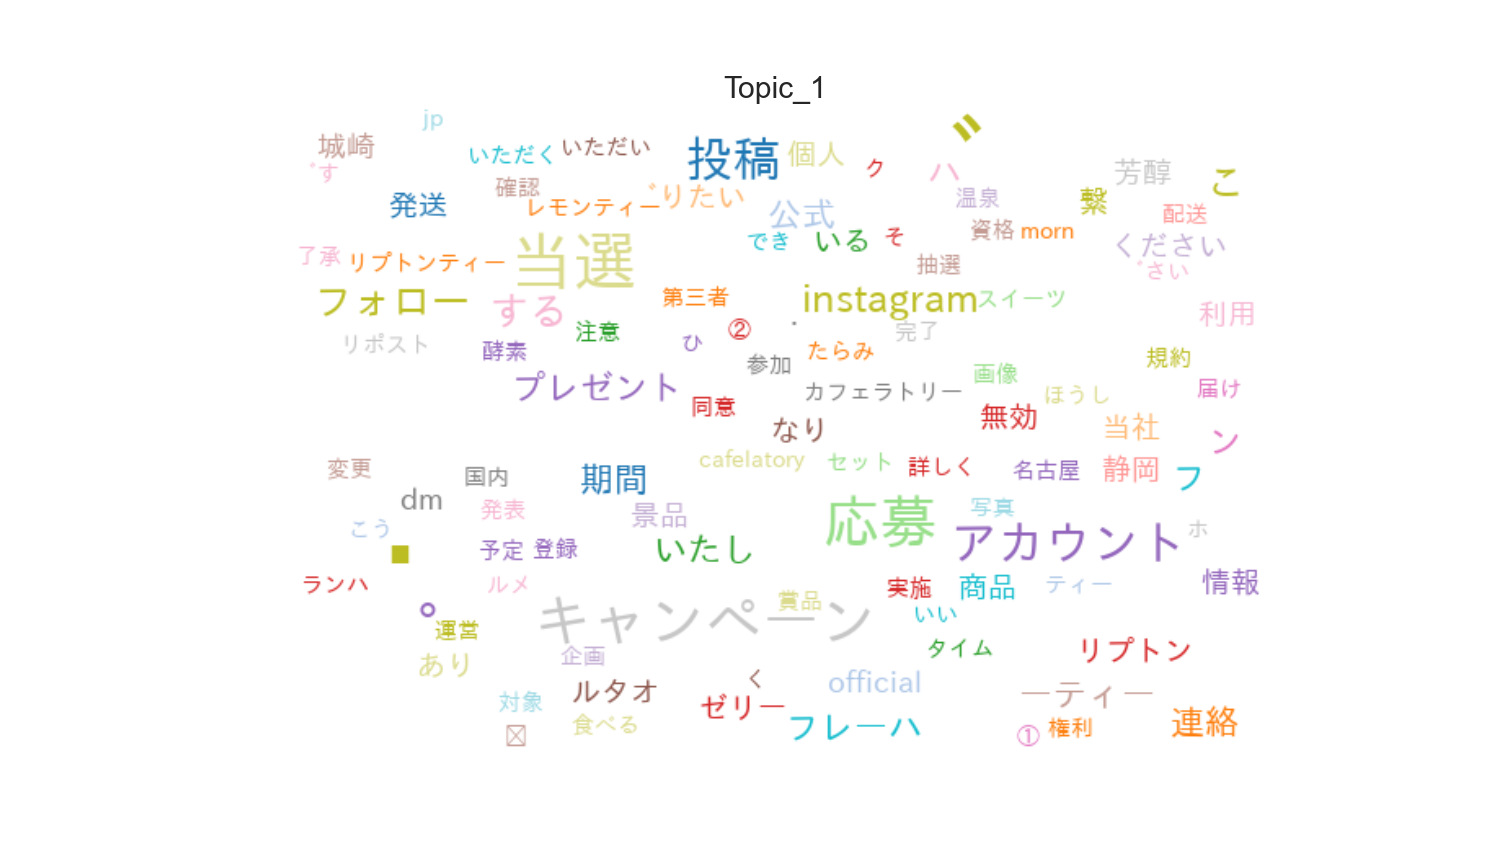 Topic_1
jp
城崎
いただく
いただい
投稿
個人
ク
ハ
〃
゛す
確認
発送
レモンティー
゛りたい
公式
温泉
芳醇
こ
繋
配送
でき
いる
そ
資格
morn
ください
了承
リプトンティー
当選
抽選
゛さい
フォロー
する
第三者
instagram
スイーツ
利用
注意
②
完了
リポスト
酵素
ひ
参加
たらみ
規約
プレゼント
同意
カフェラトリー
画像
ほうし
届け
なり
無効
当社
ン
変更
国内
期間
cafelatory
セット
詳しく
名古屋
静岡
フ
dm
発表
景品
応募
写真
アカウント
ホ
こう
■
予定
登録
いたし
ランハ
ルメ
実施
商品
ティー
情報
。
運営
キャンペーン
賞品
いい
あり
企画
タイム
リプトン
対象
ルタオ
く
ゼリー
official
ーティー
食べる
フレーハ
①
権利
連絡